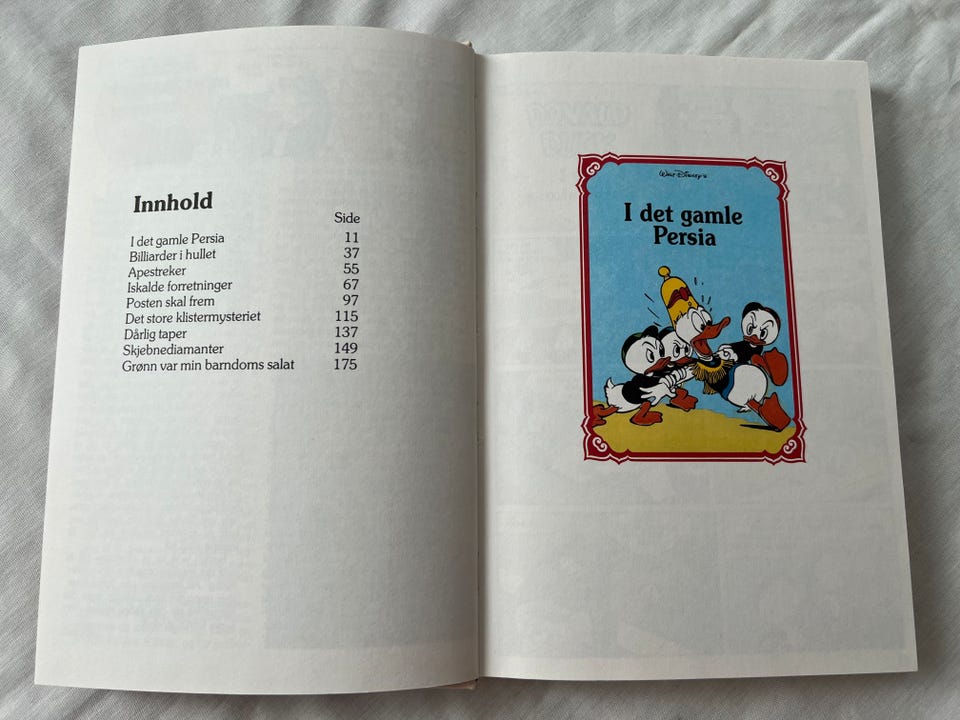 Innhold
Side
I det gamle Persia 11
Billiarder i hullet 37
Apestreker 55
Iskalde forretninger 67
Posten skal frem 97
Det store klistermysteriet 115
Dårlig taper 137
Skjebnediamanter 149
Grønn var min barndoms salat 175
WALT DISNEY'S
I det gamle
Persia